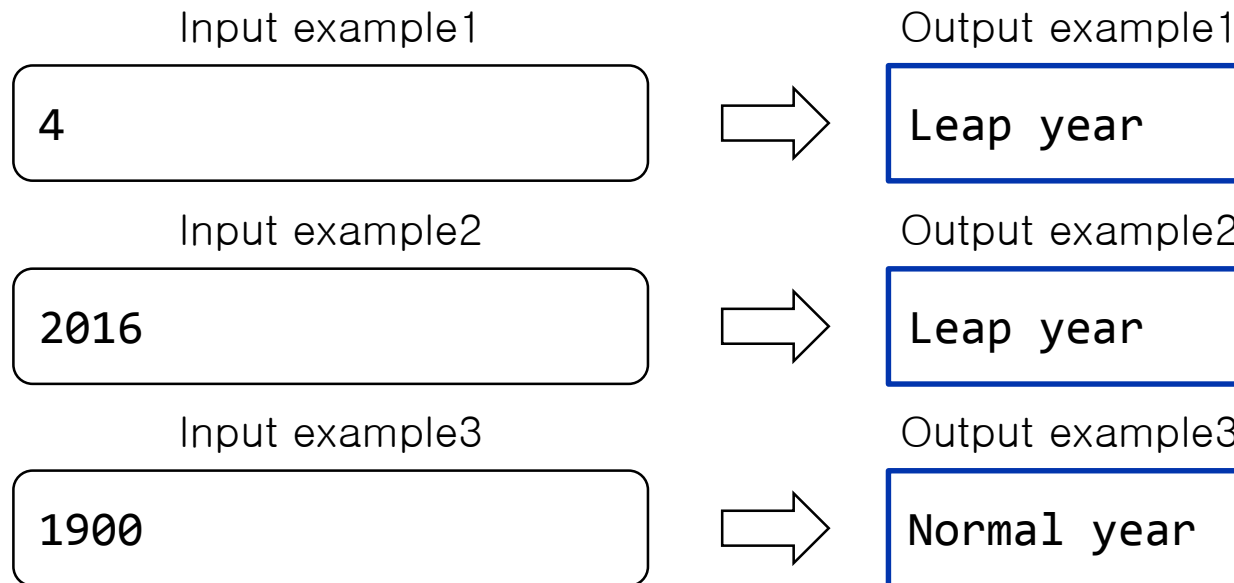 Input example1
Output example1
4
Leap year
Input example2
Output example2
2016
Leap year
Input example3
Output example3
1900
Normal year